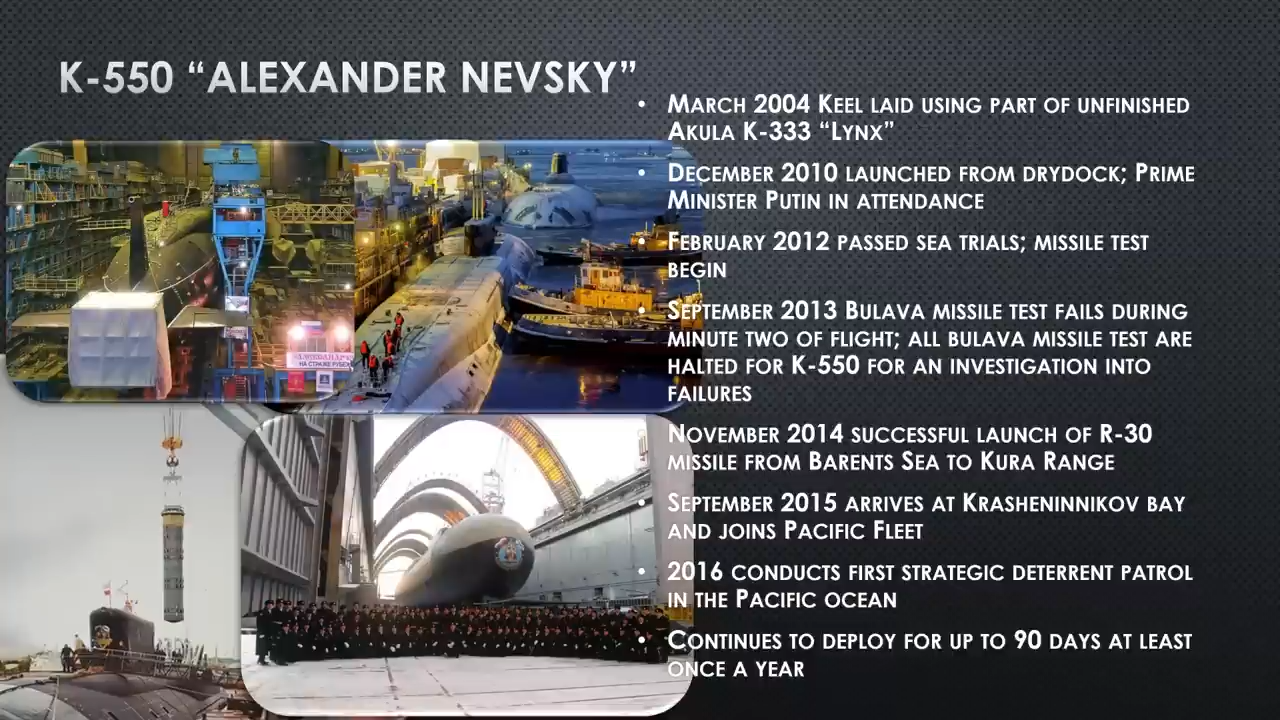 K-550 “ALEXANDER NEVSKY”
• MARCH 2004 KEEL LAID USING PART OF UNFINISHED
AKULA K-333 “LYNX”
• DECEMBER 2010 LAUNCHED FROM DRYDOCK; PRIME
MINISTER PUTIN IN ATTENDANCE
• FEBRUARY 2012 PASSED SEA TRIALS; MISSILE TEST
BEGIN
• SEPTEMBER 2013 BULAVA MISSILE TEST FAILS DURING
MINUTE TWO OF FLIGHT; ALL BULAVA MISSILE TEST ARE
HALTED FOR K-550 FOR AN INVESTIGATION INTO
FAILURES
• NOVEMBER 2014 SUCCESSFUL LAUNCH OF R-30
MISSILE FROM BARENTS SEA TO KURA RANGE
• SEPTEMBER 2015 ARRIVES AT KRASHENINNIKOV BAY
AND JOINS PACIFIC FLEET
• 2016 CONDUCTS FIRST STRATEGIC DETERRENT PATROL
IN THE PACIFIC OCEAN
• CONTINUES TO DEPLOY FOR UP TO 90 DAYS AT LEAST
ONCE A YEAR
НА СТРАЖЕ РУБЕЖ